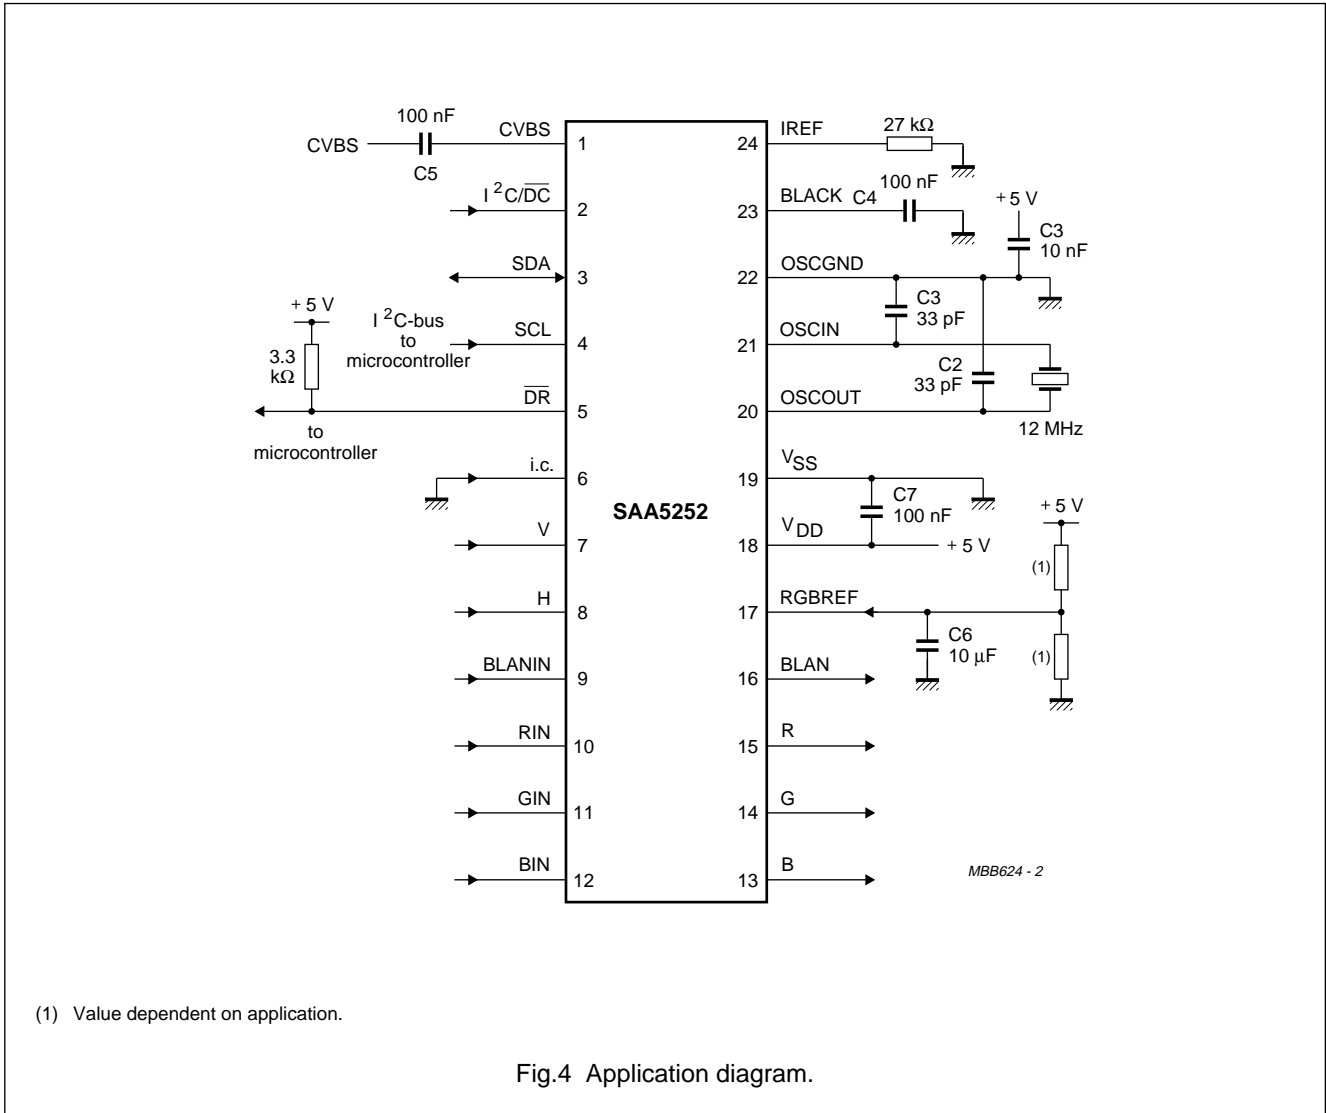 100 nF
CVBS
CVBS
C5
1
I²C/D̅C̅
2
SDA
3
+ 5 V
I²C-bus
to
microcontroller
SCL
4
3.3
kΩ
D̅R̅
5
to
microcontroller
i.c.
6
V
7
H
8
BLANIN
9
RIN
10
GIN
11
BIN
12
SAA5252
24
IREF
27 kΩ
23
BLACK
C4
100 nF
+ 5 V
C3
10 nF
22
OSCGND
C3
33 pF
21
OSCIN
C2
33 pF
20
OSCOUT
12 MHz
19
VSS
C7
100 nF
18
VDD
+ 5 V
+ 5 V
(1)
17
RGBREF
C6
10 μF
(1)
16
BLAN
15
R
14
G
13
B
MBB624 - 2
(1) Value dependent on application.
Fig.4 Application diagram.